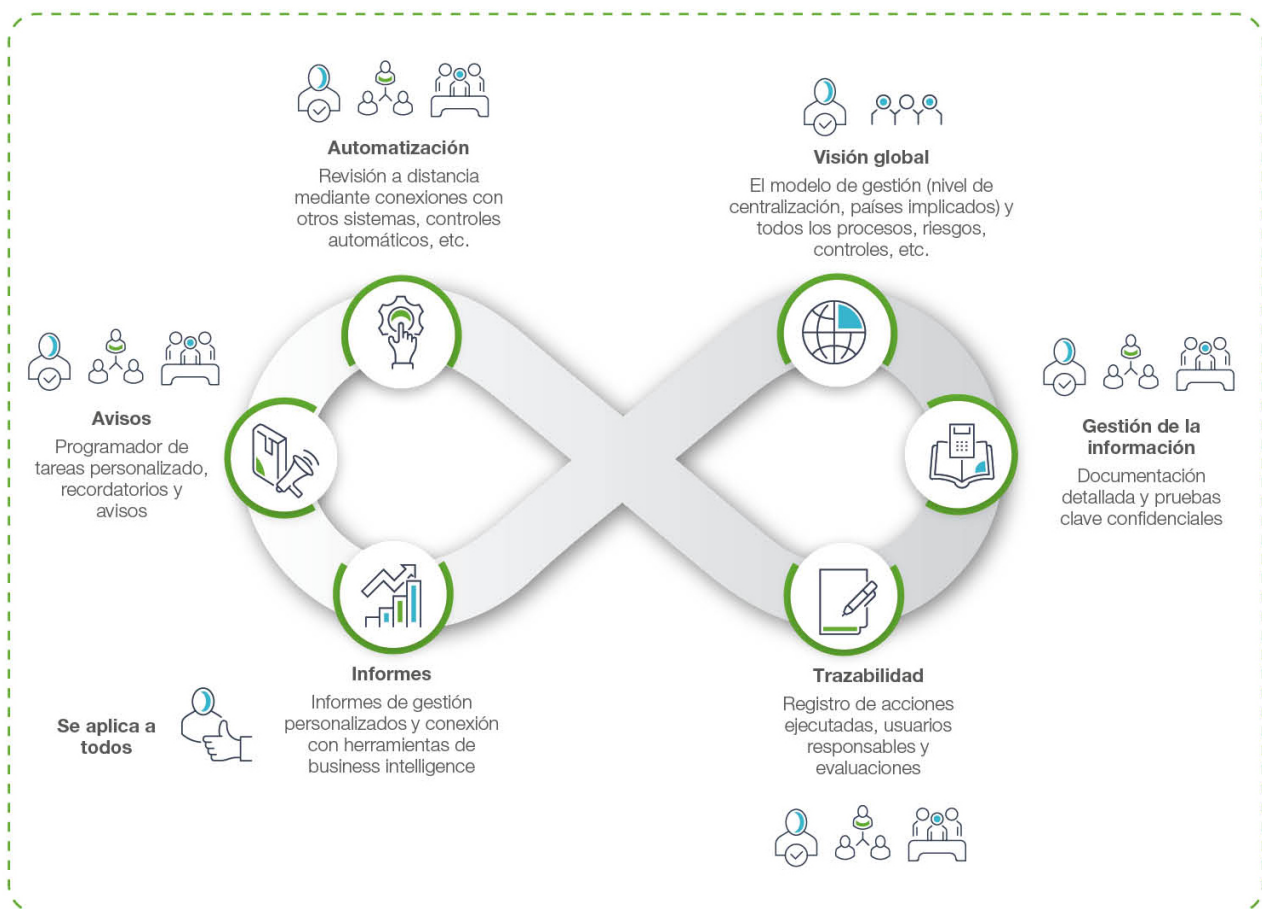 Automatización
Revisión a distancia
mediante conexiones con
otros sistemas, controles
automáticos, etc.
Visión global
El modelo de gestión (nivel de
centralización, países implicados) y
todos los procesos, riesgos,
controles, etc.
Avisos
Programador de
tareas personalizado,
recordatorios y
avisos
Gestión de la
información
Documentación
detallada y pruebas
clave confidenciales
Informes
Informes de gestión
personalizados y conexión
con herramientas de
business intelligence
Se aplica a
todos
Trazabilidad
Registro de acciones
ejecutadas, usuarios
responsables y
evaluaciones